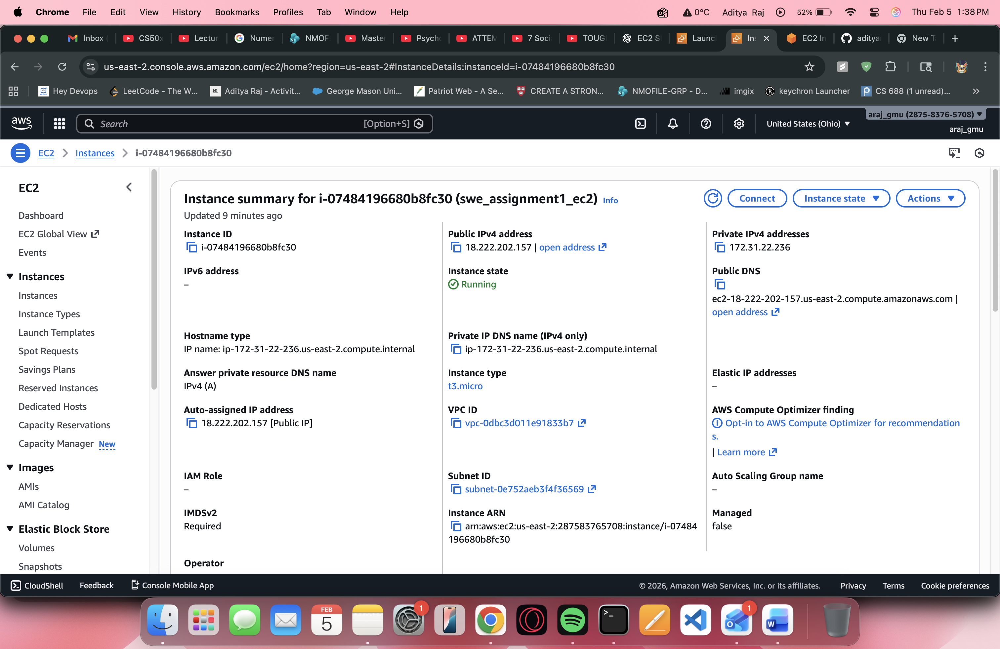 Chrome File Edit View History Bookmarks Profiles Tab Window Help 0°C Aditya Raj 52% Thu Feb 5 1:38 PM
Inbox CS50x Lectur Numer NMOF Master Psych ATTEM 7 Soci TOUG EC2 S Launc Ins EC2 In aditya New T
us-east-2.console.aws.amazon.com/ec2/home?region=us-east-2#InstanceDetails:instanceId=i-07484196680b8fc30
Hey Devops LeetCode - The W... KR Aditya Raj - Activit... George Mason Uni... Patriot Web - A Se... CREATE A STRON... NMOFILE-GRP - D... imgix keychron Launcher CS 688 (1 unread)...
aws Search [Option+S] United States (Ohio) araj_gmu (2875-8376-5708)
araj_gmu
EC2 Instances i-07484196680b8fc30
EC2
Dashboard
EC2 Global View
Events
Instances
Instances
Instance Types
Launch Templates
Spot Requests
Savings Plans
Reserved Instances
Dedicated Hosts
Capacity Reservations
Capacity Manager New
Images
AMIs
AMI Catalog
Elastic Block Store
Volumes
Snapshots
Instance summary for i-07484196680b8fc30 (swe_assignment1_ec2) Info
Connect Instance state Actions
Updated 9 minutes ago
Instance ID
i-07484196680b8fc30
Public IPv4 address
18.222.202.157 | open address
Private IPv4 addresses
172.31.22.236
IPv6 address
–
Instance state
Running
Public DNS
ec2-18-222-202-157.us-east-2.compute.amazonaws.com |
open address
Hostname type
IP name: ip-172-31-22-236.us-east-2.compute.internal
Private IP DNS name (IPv4 only)
ip-172-31-22-236.us-east-2.compute.internal
Answer private resource DNS name
IPv4 (A)
Instance type
t3.micro
Elastic IP addresses
–
Auto-assigned IP address
18.222.202.157 [Public IP]
VPC ID
vpc-0dbc3d011e91833b7
AWS Compute Optimizer finding
Opt-in to AWS Compute Optimizer for recommendation
s.
| Learn more
IAM Role
–
Subnet ID
subnet-0e752aeb3f4f36569
Auto Scaling Group name
–
IMDSv2
Required
Instance ARN
arn:aws:ec2:us-east-2:287583765708:instance/i-07484
196680b8fc30
Managed
false
Operator
CloudShell Feedback Console Mobile App © 2026, Amazon Web Services, Inc. or its affiliates. Privacy Terms Cookie preferences
FEB
5
1
1